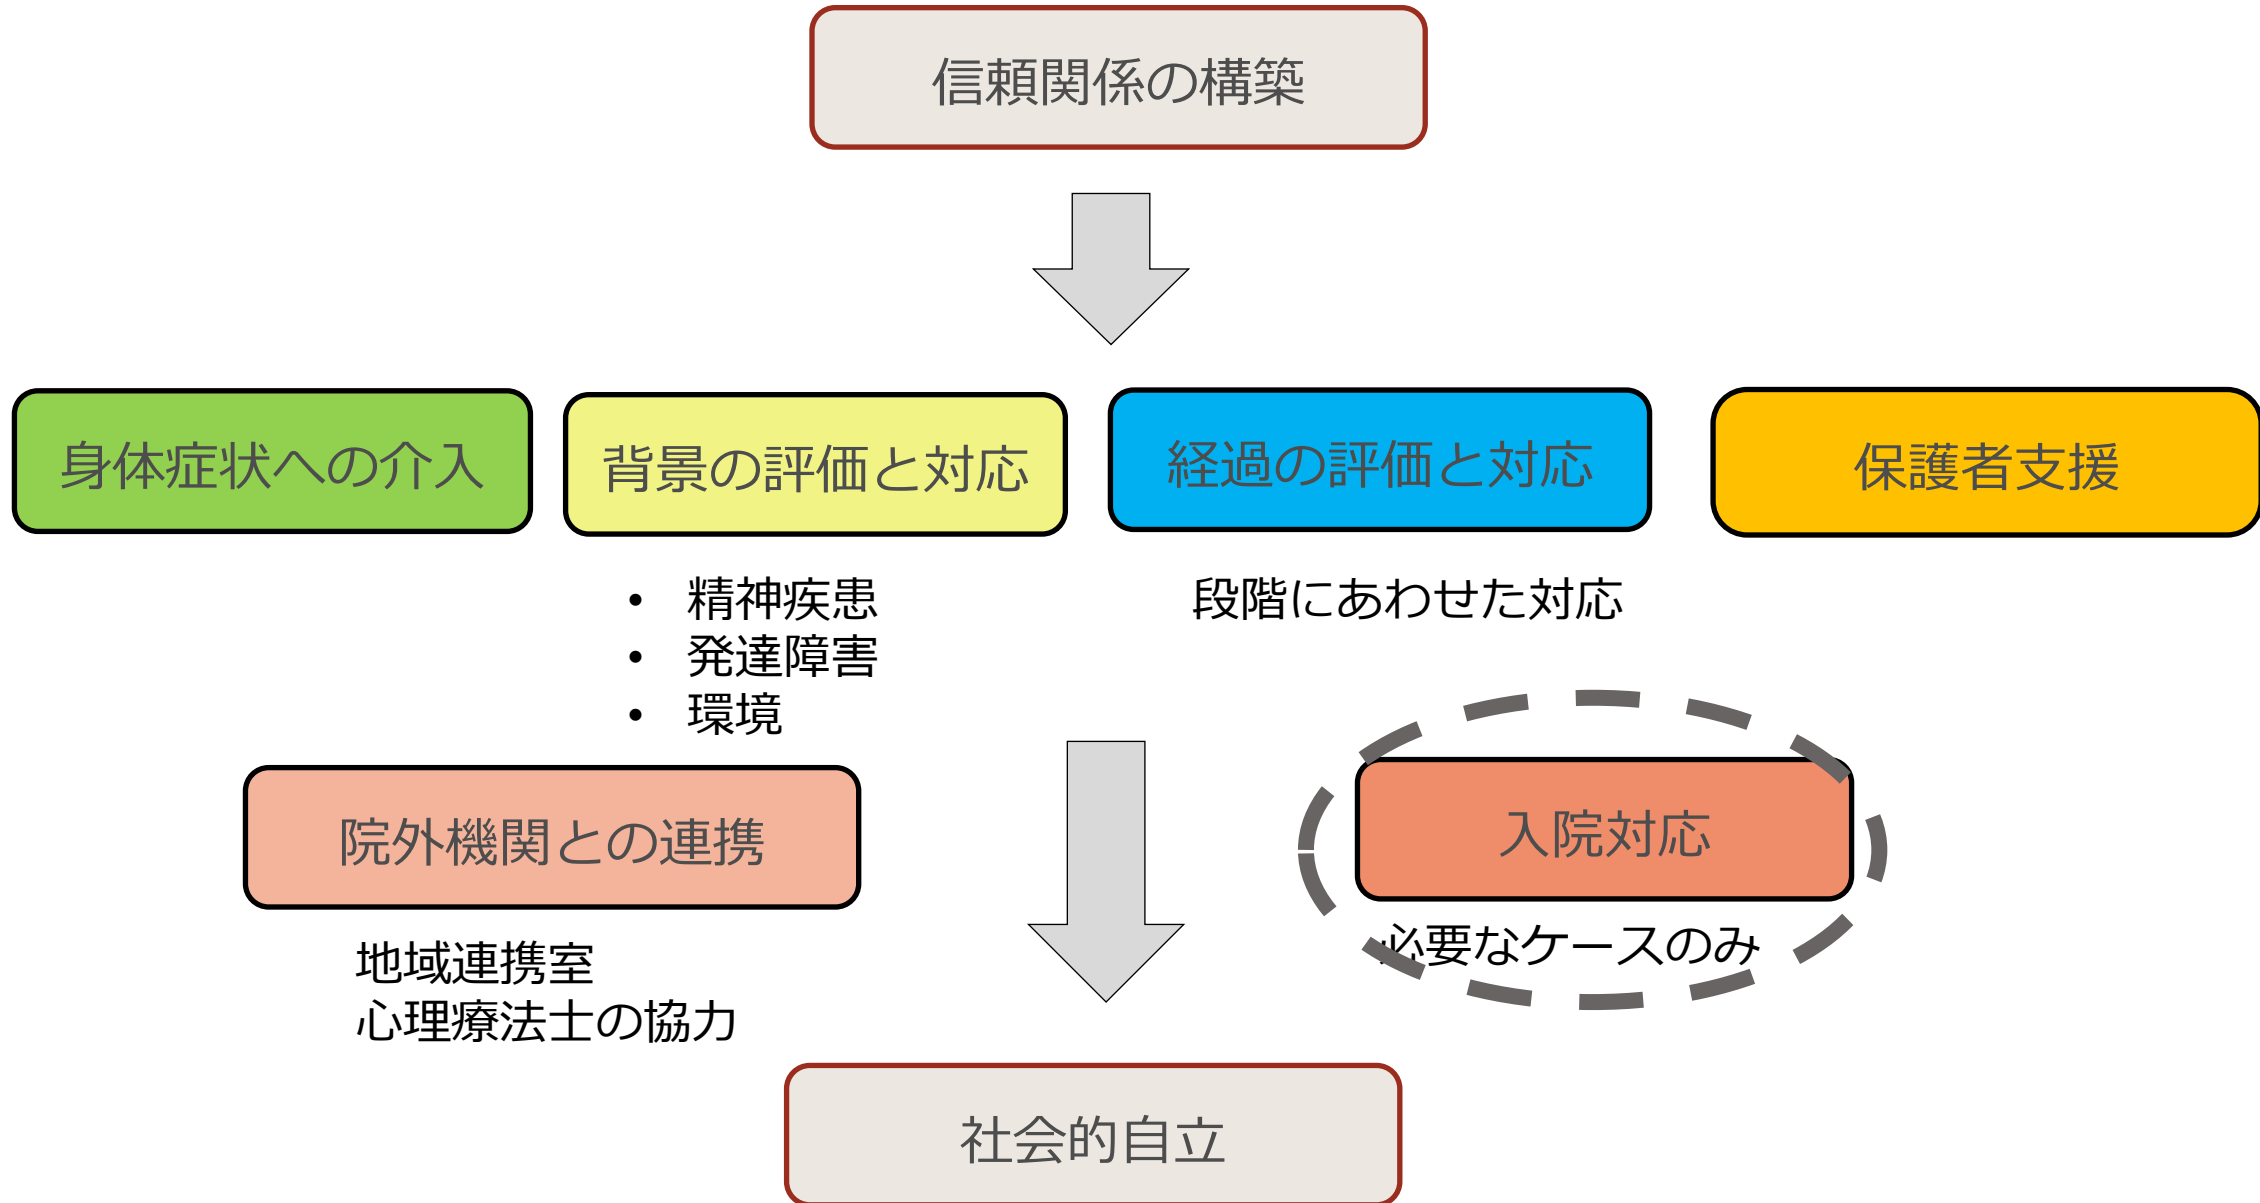 信頼関係の構築
身体症状への介入
背景の評価と対応
経過の評価と対応
保護者支援
• 精神疾患
• 発達障害
• 環境
段階にあわせた対応
院外機関との連携
地域連携室
心理療法士の協力
入院対応
必要なケースのみ
社会的自立